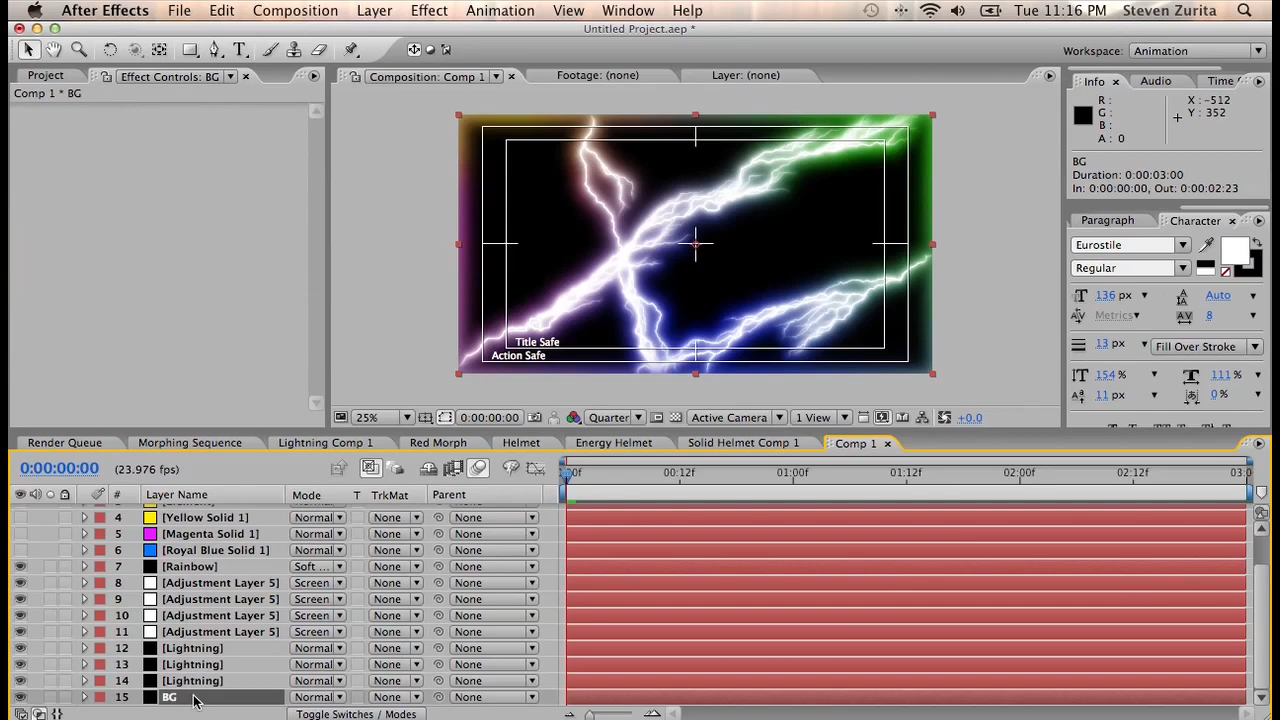 After Effects File Edit Composition Layer Effect Animation View Window Help Tue 11:16 PM Steven Zurita
Untitled Project.aep *
Workspace: Animation
Project Effect Controls: BG Composition: Comp 1 Footage: (none) Layer: (none) Info Audio Time
Comp 1 * BG
R : G : B : A : 0
X : -512
Y : 352
BG
Duration: 0:00:03:00
In: 0:00:00:00, Out: 0:00:02:23
Paragraph Character
Eurostile
Regular
136 px Auto
Metrics 8
13 px Fill Over Stroke
154 % 111 %
11 px 0 %
Title Safe
Action Safe
25% 0:00:00:00 Quarter Active Camera 1 View +0.0
Render Queue Morphing Sequence Lightning Comp 1 Red Morph Helmet Energy Helmet Solid Helmet Comp 1 Comp 1
0:00:00:00 (23.976 fps) 00:12f 01:00f 01:12f 02:00f 02:12f
# Layer Name Mode T TrkMat Parent
4 [Yellow Solid 1] Normal None None
5 [Magenta Solid 1] Normal None None
6 [Royal Blue Solid 1] Normal None None
7 [Rainbow] Soft ... None None
8 [Adjustment Layer 5] Screen None None
9 [Adjustment Layer 5] Screen None None
10 [Adjustment Layer 5] Screen None None
11 [Adjustment Layer 5] Screen None None
12 [Lightning] Normal None None
13 [Lightning] Normal None None
14 [Lightning] Normal None None
15 BG Normal None None
Toggle Switches / Modes